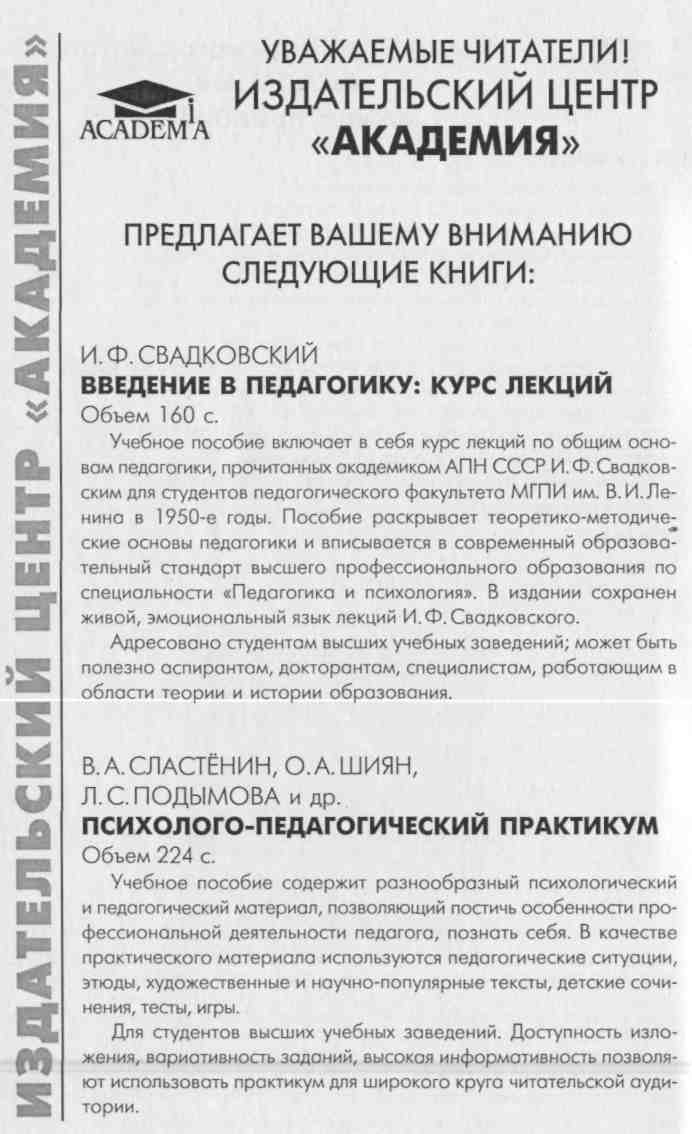 ИЗДАТЕЛЬСКИЙ ЦЕНТР «АКАДЕМИЯ»
ACADEMiA
УВАЖАЕМЫЕ ЧИТАТЕЛИ!
ИЗДАТЕЛЬСКИЙ ЦЕНТР
«АКАДЕМИЯ»
ПРЕДЛАГАЕТ ВАШЕМУ ВНИМАНИЮ
СЛЕДУЮЩИЕ КНИГИ:
И. Ф. СВАДКОВСКИЙ
ВВЕДЕНИЕ В ПЕДАГОГИКУ: КУРС ЛЕКЦИЙ
Объем 160 с.
Учебное пособие включает в себя курс лекций по общим осно-
вам педагогики, прочитанных академиком АПН СССР И. Ф. Свадков-
ским для студентов педагогического факультета МГПИ им. В. И. Ле-
нина в 1950-е годы. Пособие раскрывает теоретико-методиче-
ские основы педагогики и вписывается в современный образова-
тельный стандарт высшего профессионального образования по
специальности «Педагогика и психология». В издании сохранен
живой, эмоциональный язык лекций И. Ф. Свадковского.
Адресовано студентам высших учебных заведений; может быть
полезно аспирантам, докторантам, специалистам, работающим в
области теории и истории образования.
В. А. СЛАСТЁНИН, О. А. ШИЯН,
Л. С. ПОДЫМОВА и др.
ПСИХОЛОГО-ПЕДАГОГИЧЕСКИЙ ПРАКТИКУМ
Объем 224 с.
Учебное пособие содержит разнообразный психологический
и педагогический материал, позволяющий постичь особенности про-
фессиональной деятельности педагога, познать себя. В качестве
практического материала используются педагогические ситуации,
этюды, художественные и научно-популярные тексты, детские сочи-
нения, тесты, игры.
Для студентов высших учебных заведений. Доступность изло-
жения, вариативность заданий, высокая информативность позволя-
ют использовать практикум для широкого круга читательской ауди-
тории.